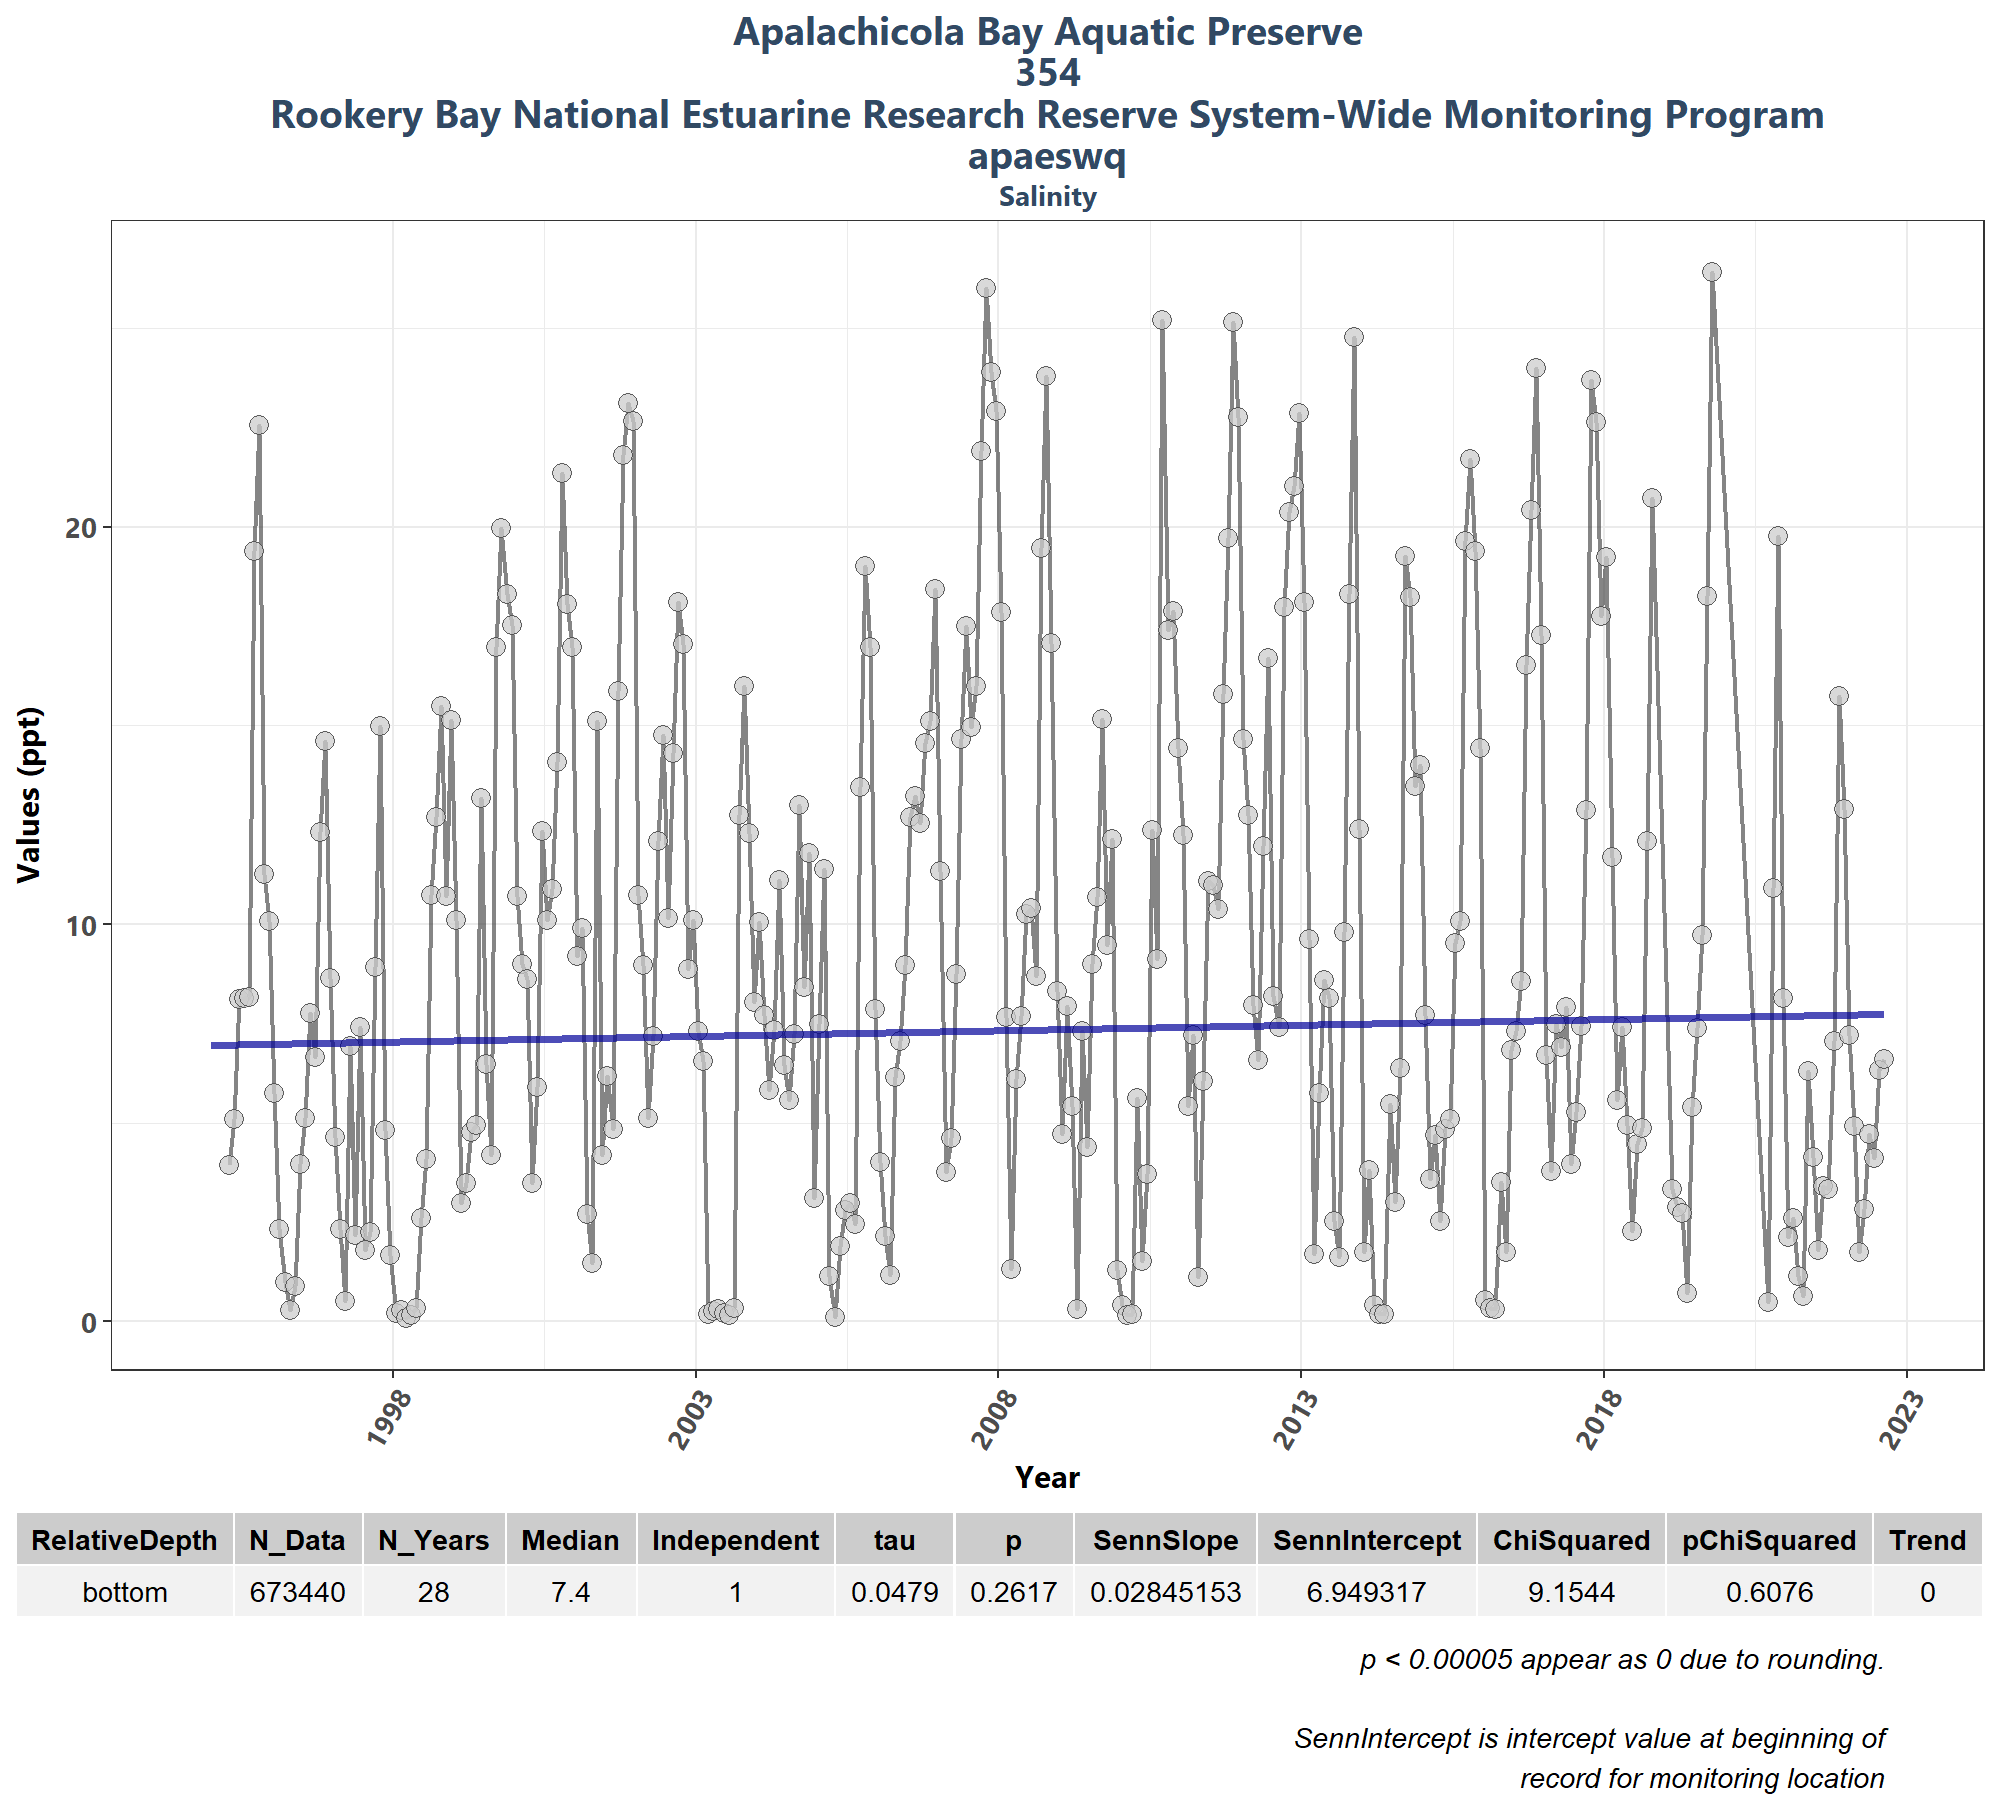 Apalachicola Bay Aquatic Preserve
354
Rookery Bay National Estuarine Research Reserve System-Wide Monitoring Program
apaeswq
Salinity
Values (ppt)
20
10
0
1998
2003
2008
2013
2018
2023
Year
RelativeDepth N_Data N_Years Median Independent tau p SennSlope SennIntercept ChiSquared pChiSquared Trend
bottom 673440 28 7.4 1 0.0479 0.2617 0.02845153 6.949317 9.1544 0.6076 0
p < 0.00005 appear as 0 due to rounding.
SennIntercept is intercept value at beginning of
record for monitoring location